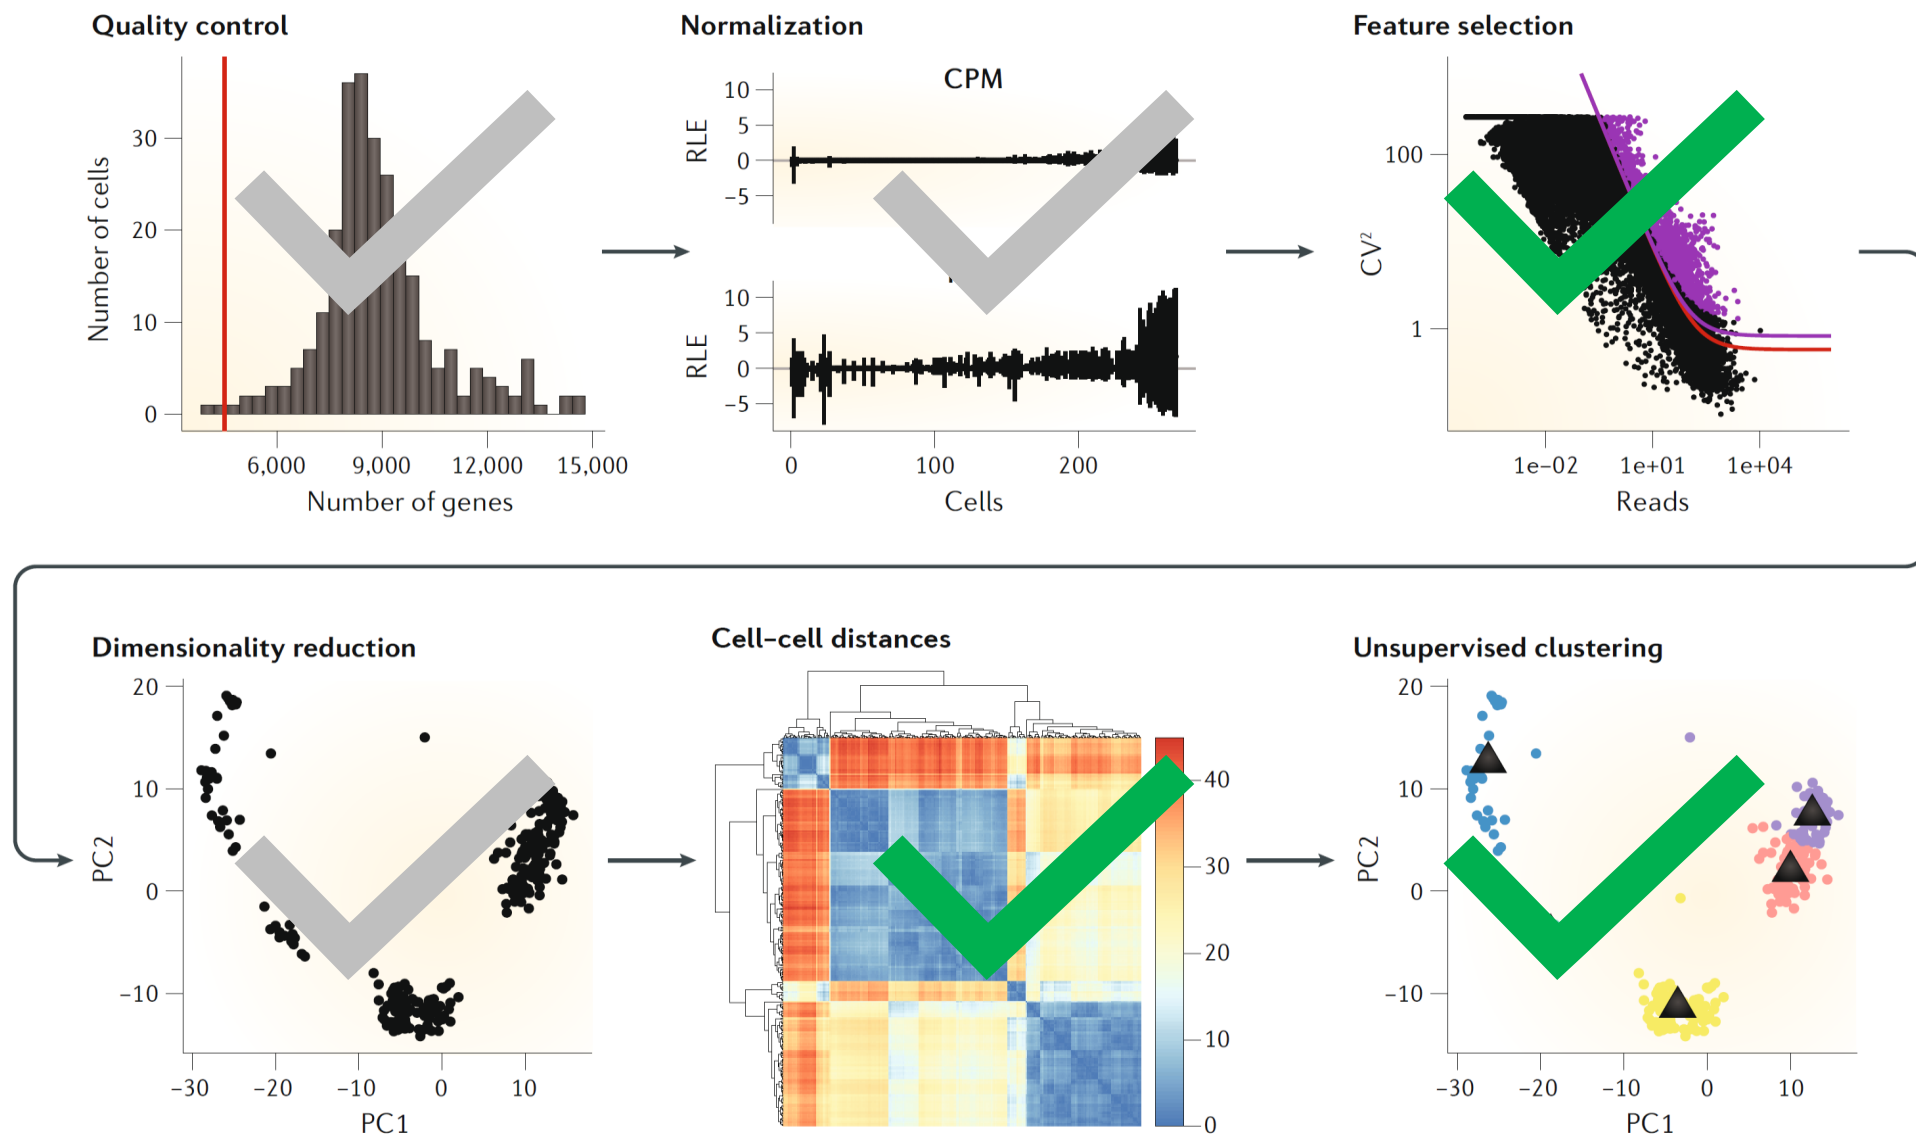 Quality control
Number of cells
30
20
10
0
6,000 9,000 12,000 15,000
Number of genes
Normalization
CPM
RLE
10
5
0
−5
RLE
10
5
0
−5
0 100 200
Cells
Feature selection
CV²
100
1
1e−02 1e+01 1e+04
Reads
Dimensionality reduction
PC2
20
10
0
−10
−30 −20 −10 0 10
PC1
Cell–cell distances
40
30
20
10
0
Unsupervised clustering
PC2
20
10
0
−10
−30 −20 −10 0 10
PC1